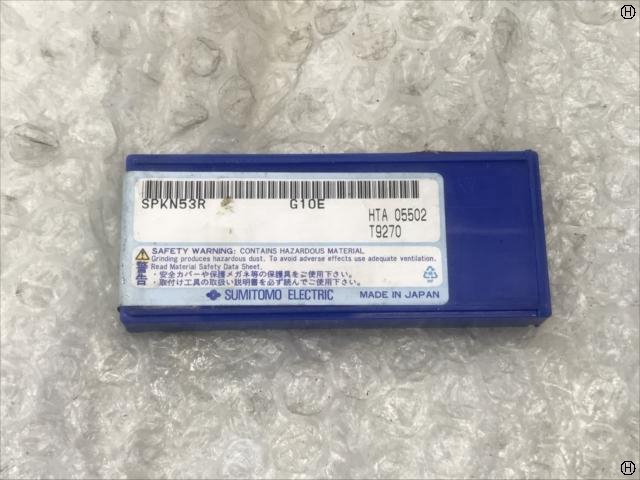 SPKN53R G10E
HTA 05502
T9270
SAFETY WARNING: CONTAINS HAZARDOUS MATERIAL
Grinding produces hazardous dust. To avoid adverse effects use adequate ventilation.
Read Material Safety Data Sheet.
警告
・安全カバーや保護メガネ等の保護具をご使用下さい。
・取付け工具の取扱い説明書を必ず読んでご使用下さい。
SUMITOMO ELECTRIC MADE IN JAPAN
H
H